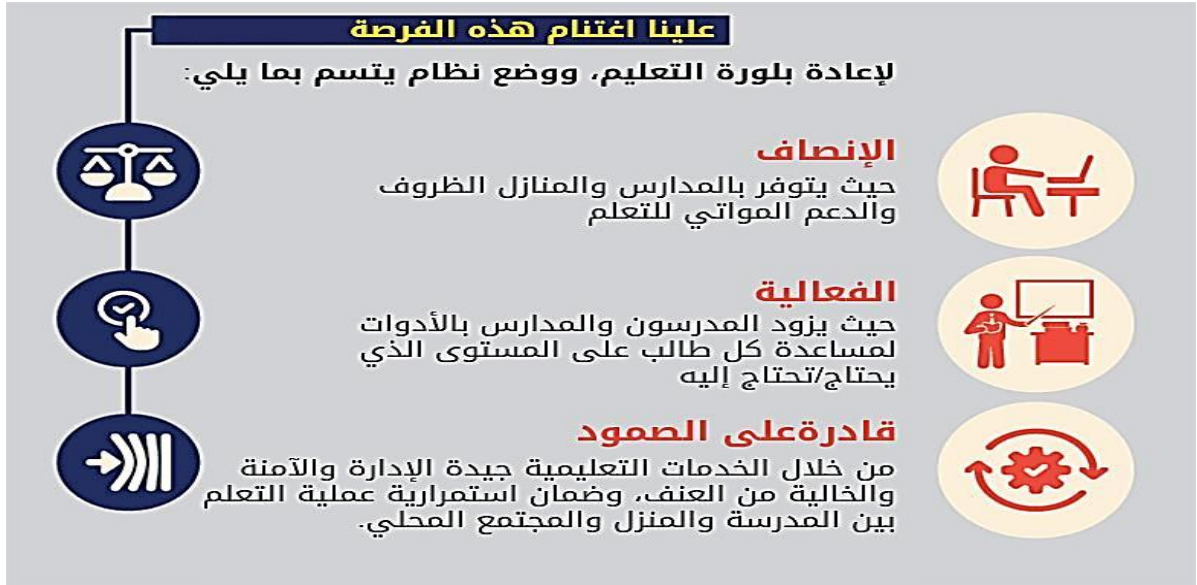 علينا اغتنام هذه الفرصة
لإعادة بلورة التعليم، ووضع نظام يتسم بما يلي:
الإنصاف
حيث يتوفر بالمدارس والمنازل الظروف
والدعم المواتي للتعلم
الفعالية
حيث يزود المدرسون والمدارس بالأدوات
لمساعدة كل طالب على المستوى الذي
يحتاج/تحتاج إليه
قادرةعلى الصمود
من خلال الخدمات التعليمية جيدة الإدارة والآمنة
والخالية من العنف، وضمان استمرارية عملية التعلم
بين المدرسة والمنزل والمجتمع المحلي.